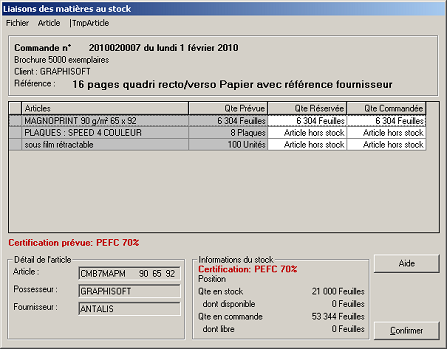 Liaisons des matières au stock
Fichier Article |TmpArticle
Commande n° 2010020007 du lundi 1 février 2010
Brochure 5000 exemplaires
Client : GRAPHISOFT
Référence : 16 pages quadri recto/verso Papier avec référence fournisseur
Articles Qte Prévue Qte Réservée Qte Commandée
MAGNOPRINT 90 g/m² 65 x 92 6 304 Feuilles 6 304 Feuilles 6 304 Feuilles
PLAQUES : SPEED 4 COULEUR 8 Plaques Article hors stock Article hors stock
sous film rétractable 100 Unités Article hors stock Article hors stock
Certification prévue: PEFC 70%
Détail de l'article
Article : CMB7MAPM 90 65 92
Possesseur : GRAPHISOFT
Fournisseur : ANTALIS
Informations du stock
Certification: PEFC 70%
Position
Qte en stock 21 000 Feuilles
dont disponible 0 Feuilles
Qte en commande 53 344 Feuilles
dont libre 0 Feuilles
Aide
Confirmer